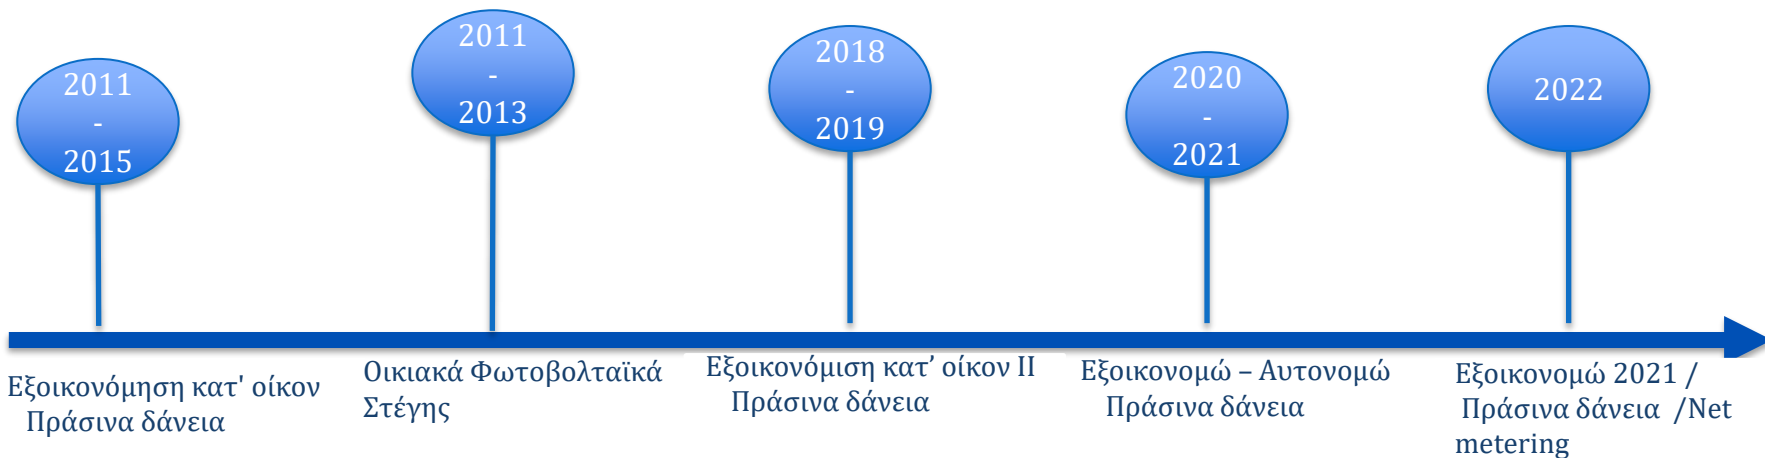 2011
-
2015
2011
-
2013
2018
-
2019
2020
-
2021
2022
Εξοικονόμηση κατ' οίκον
Πράσινα δάνεια
Οικιακά Φωτοβολταϊκά
Στέγης
Εξοικονόμιση κατ’ οίκον ΙΙ
Πράσινα δάνεια
Εξοικονομώ – Αυτονομώ
Πράσινα δάνεια
Εξοικονομώ 2021 /
Πράσινα δάνεια /Net
metering